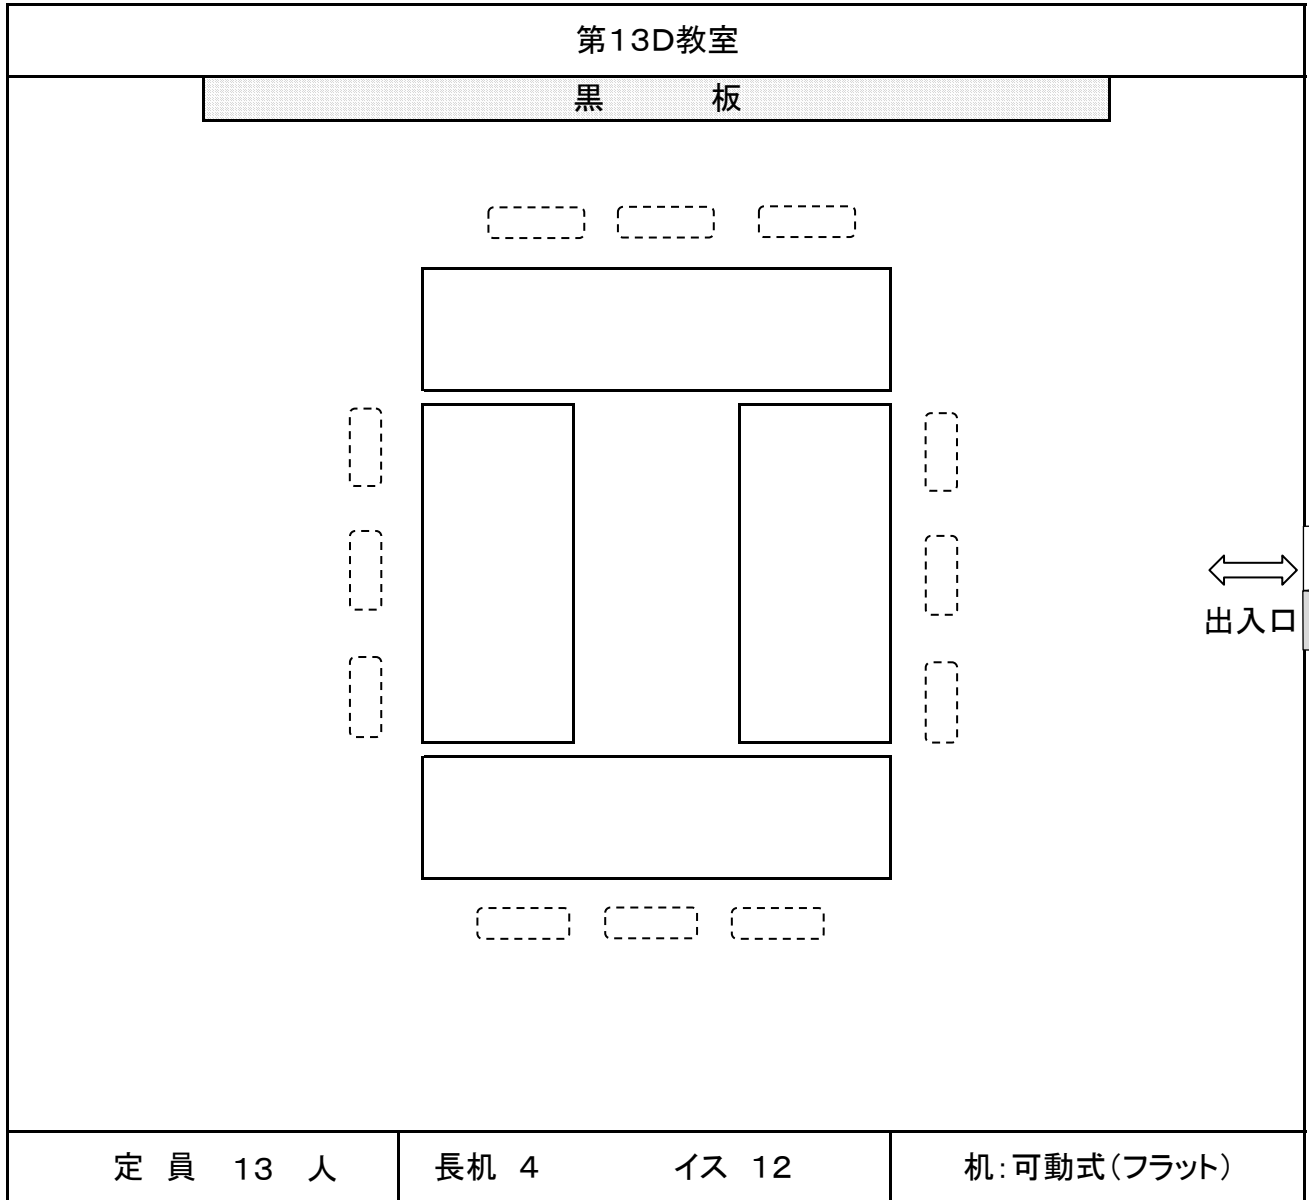 第13D教室
黒　　　板
出入口
定 員　13　人
長机 4　　　　イス 12
机：可動式（フラット）